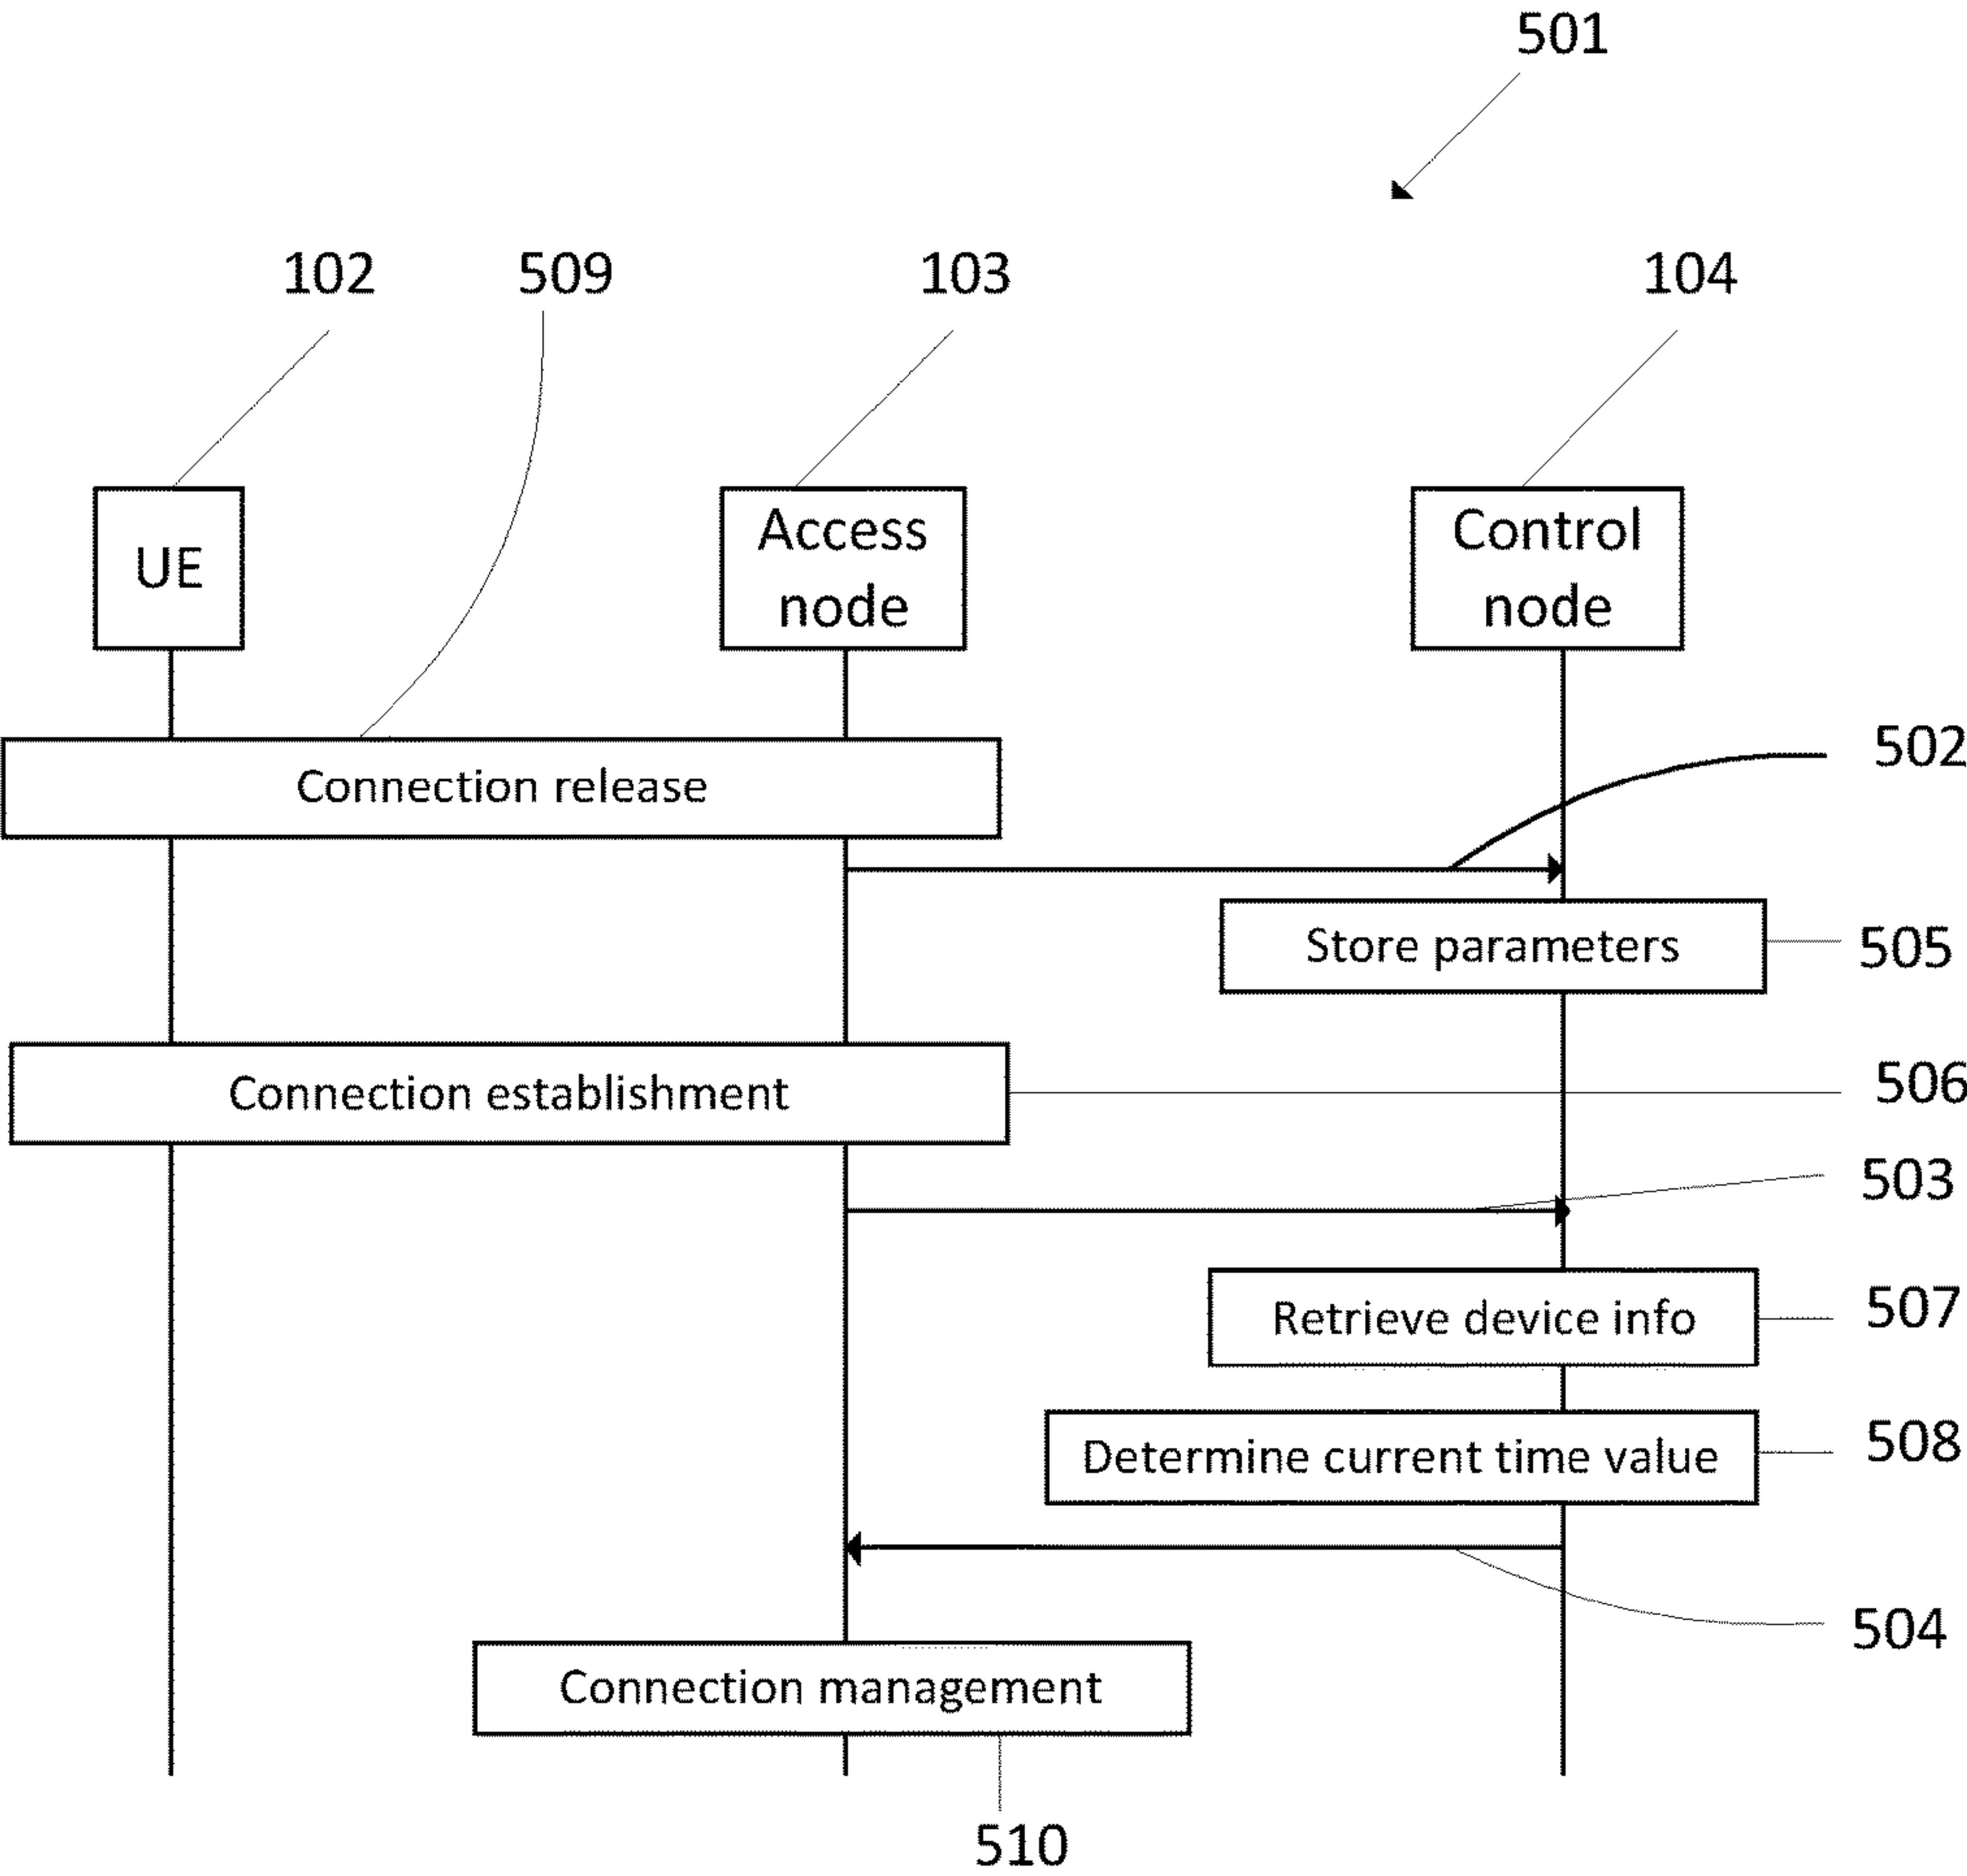 501
102
509
103
104
UE
Access
node
Control
node
Connection release
502
Store parameters
505
Connection establishment
506
503
Retrieve device info
507
Determine current time value
508
504
Connection management
510